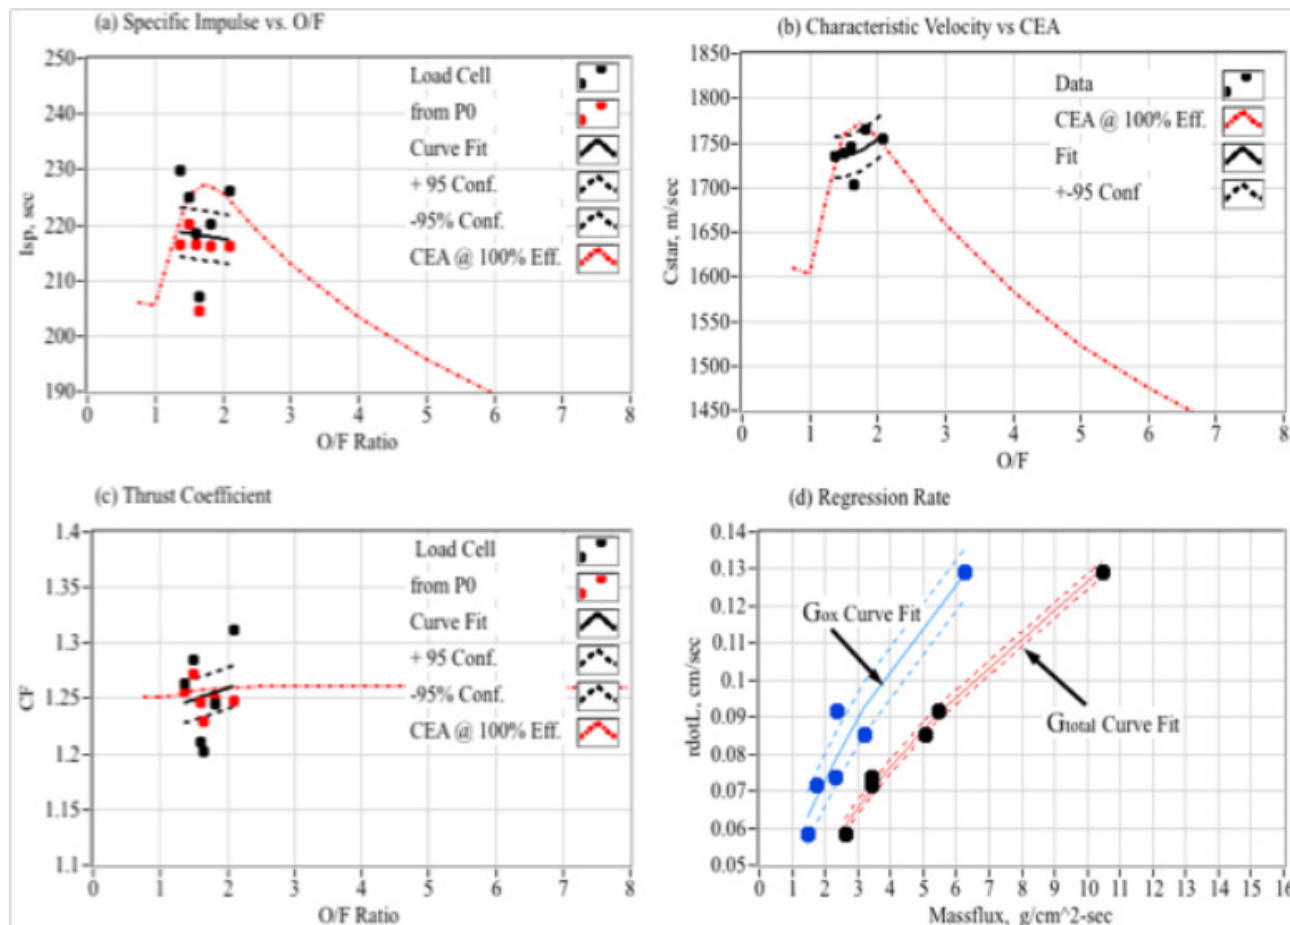 (a) Specific Impulse vs. O/F
250
240
230
220
210
200
190
Isp, sec
Load Cell
from P0
Curve Fit
+ 95 Conf.
-95% Conf.
CEA @ 100% Eff.
0 1 2 3 4 5 6 7 8
O/F Ratio
(b) Characteristic Velocity vs CEA
1850
1800
1750
1700
1650
1600
1550
1500
1450
Cstar, m/sec
Data
CEA @ 100% Eff.
Fit
+-95 Conf
0 1 2 3 4 5 6 7 8
O/F
(c) Thrust Coefficient
1.4
1.35
1.3
1.25
1.2
1.15
1.1
CF
Load Cell
from P0
Curve Fit
+ 95 Conf.
-95% Conf.
CEA @ 100% Eff.
0 1 2 3 4 5 6 7 8
O/F Ratio
(d) Regression Rate
0.14
0.13
0.12
0.11
0.1
0.09
0.08
0.07
0.06
0.05
rdotL, cm/sec
Gox Curve Fit
Gtotal Curve Fit
0 1 2 3 4 5 6 7 8 9 10 11 12 13 14 15 16
Massflux, g/cm^2-sec